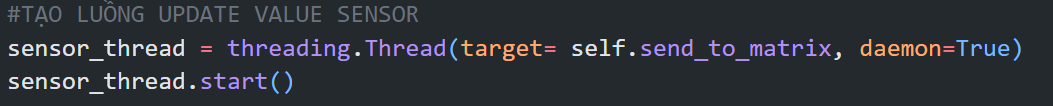 #TẠO LUỒNG UPDATE VALUE SENSOR
sensor_thread = threading.Thread(target= self.send_to_matrix, daemon=True)
sensor_thread.start()